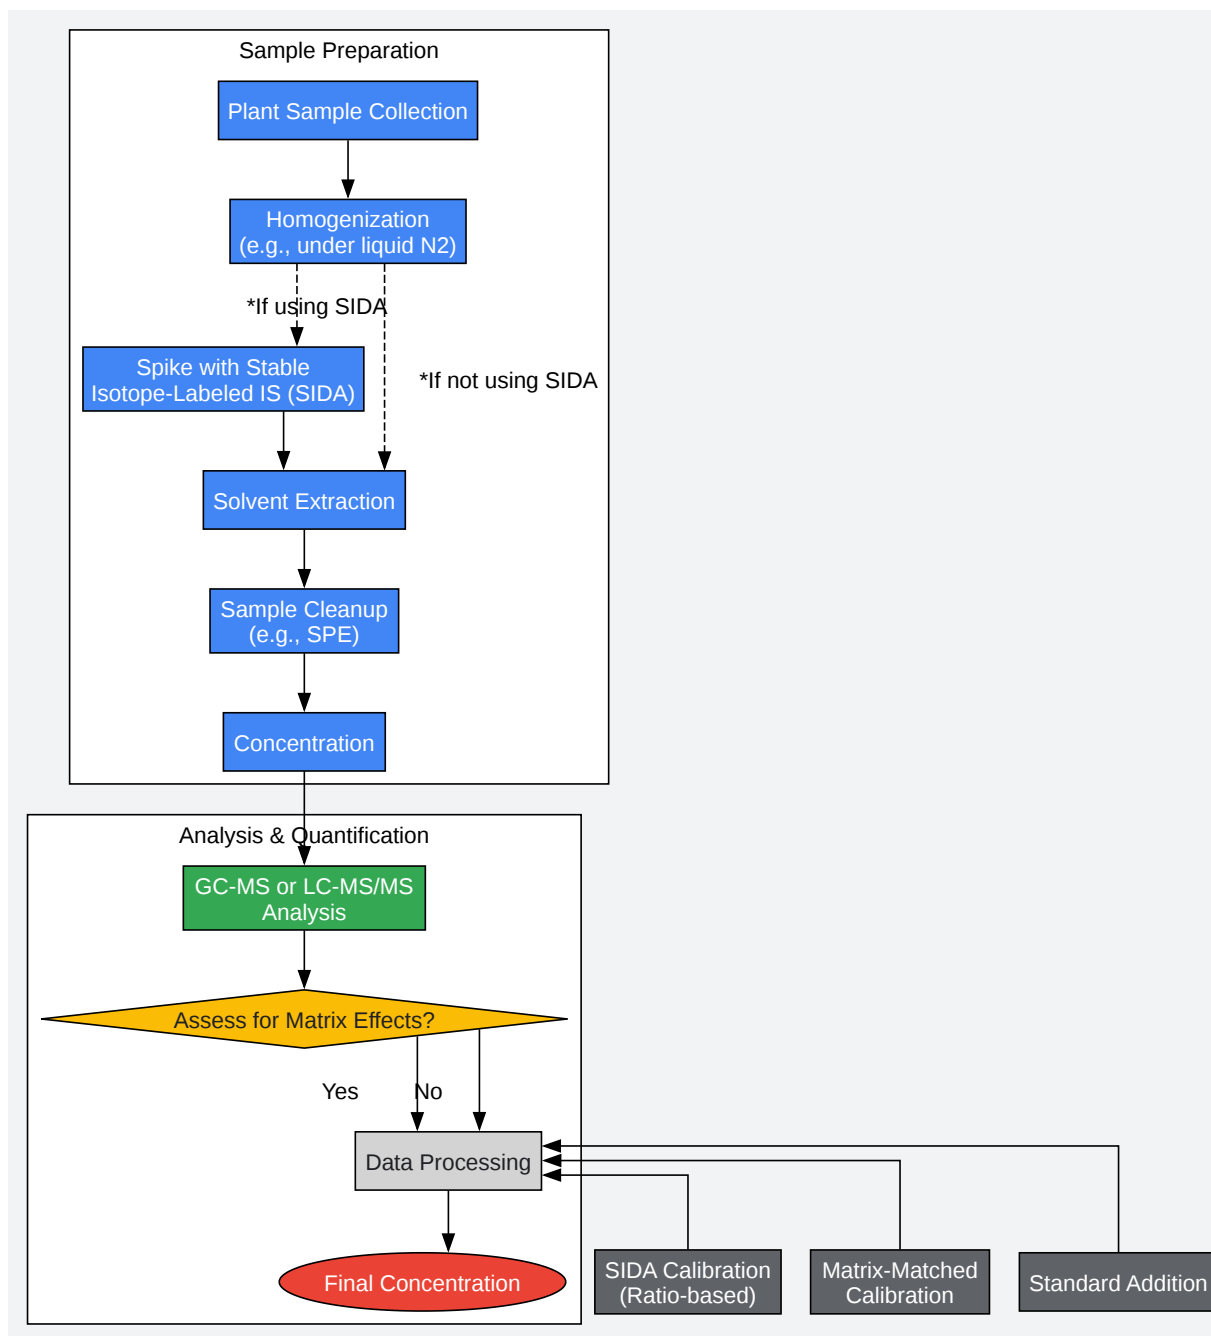 Sample Preparation
Plant Sample Collection
Homogenization
(e.g., under liquid N2)
*If using SIDA
Spike with Stable
Isotope-Labeled IS (SIDA)
*If not using SIDA
Solvent Extraction
Sample Cleanup
(e.g., SPE)
Concentration
Analysis & Quantification
GC-MS or LC-MS/MS
Analysis
Assess for Matrix Effects?
Yes
No
Data Processing
Final Concentration
SIDA Calibration
(Ratio-based)
Matrix-Matched
Calibration
Standard Addition